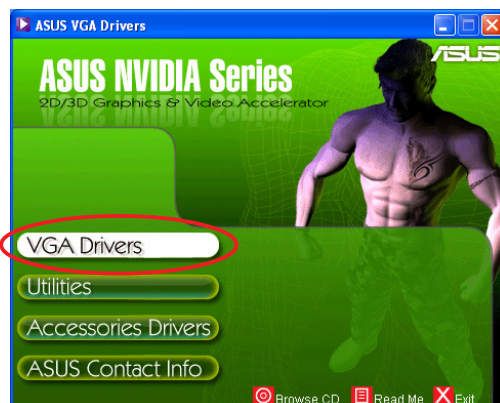 ASUS VGA Drivers
ASUS
ASUS NVIDIA Series
2D/3D Graphics & Video Accelerator
VGA Drivers
Utilities
Accessories Drivers
ASUS Contact Info
Browse CD Read Me Exit